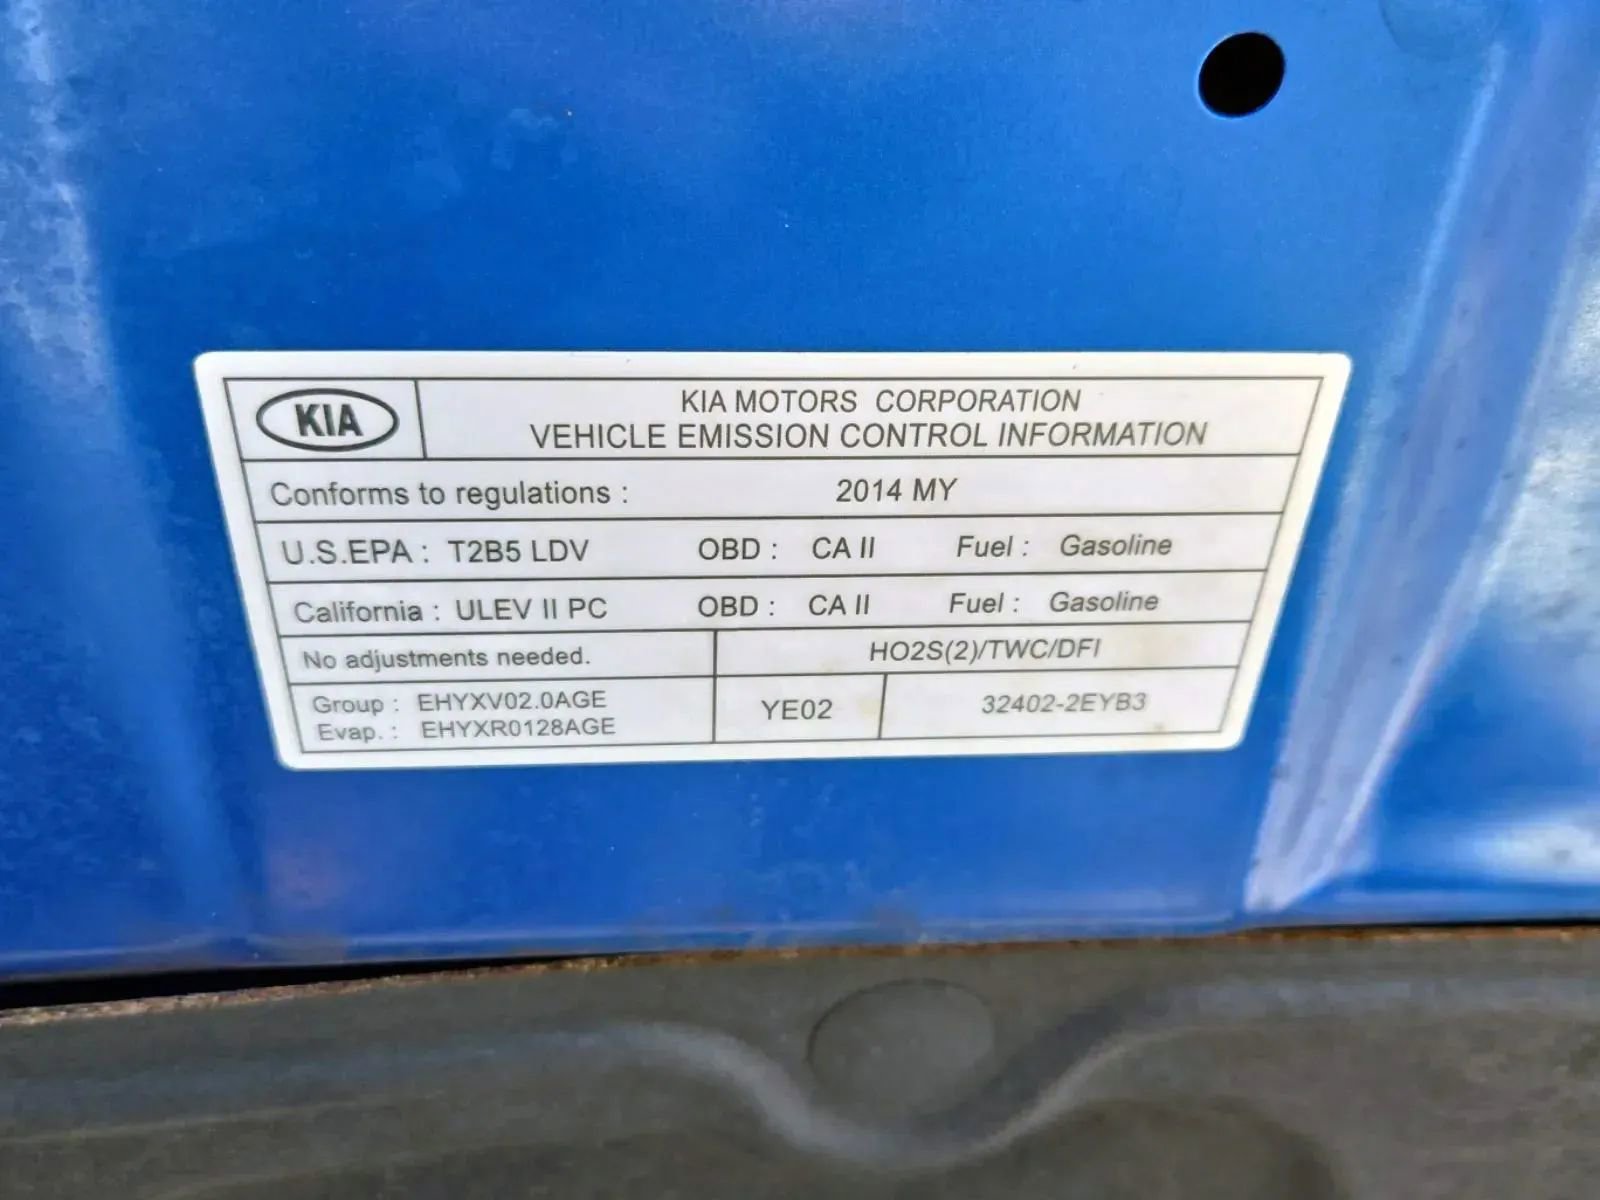 KIA
KIA MOTORS CORPORATION
VEHICLE EMISSION CONTROL INFORMATION
Conforms to regulations : 2014 MY
U.S.EPA : T2B5 LDV OBD : CA II Fuel : Gasoline
California : ULEV II PC OBD : CA II Fuel : Gasoline
No adjustments needed. HO2S(2)/TWC/DFI
Group : EHYXV02.0AGE
Evap. : EHYXR0128AGE
YE02
32402-2EYB3